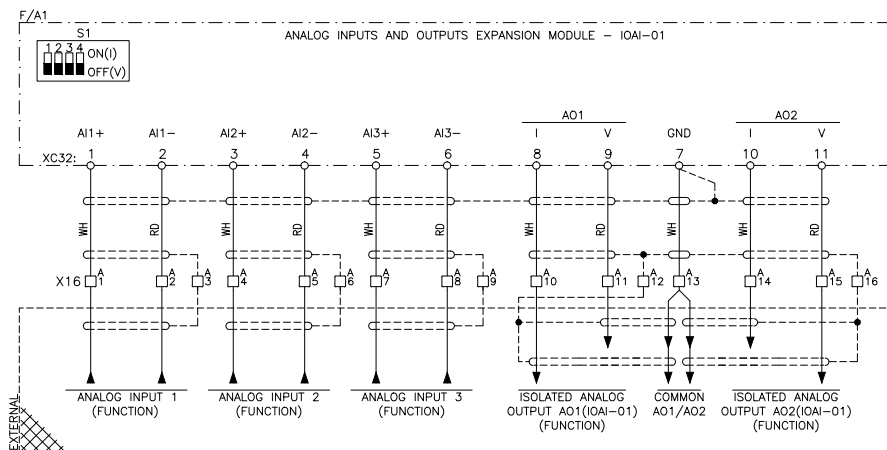 F/A1
S1
ANALOG INPUTS AND OUTPUTS EXPANSION MODULE - IOAI-01
1 2 3 4
ON(I)
OFF(V)
AO1
AO2
AI1+ AI1- AI2+ AI2- AI3+ AI3- I V GND I V
XC32: 1 2 3 4 5 6 8 9 7 10 11
WH RD WH RD WH RD WH RD WH WH RD
A A A A A A A A A A A A A A A A
X16 1 2 3 4 5 6 7 8 9 10 11 12 13 14 15 16
ANALOG INPUT 1
(FUNCTION)
ANALOG INPUT 2
(FUNCTION)
ANALOG INPUT 3
(FUNCTION)
ISOLATED ANALOG
OUTPUT AO1(IOAI-01)
(FUNCTION)
COMMON
AO1/AO2
ISOLATED ANALOG
OUTPUT AO2(IOAI-01)
(FUNCTION)
EXTERNAL